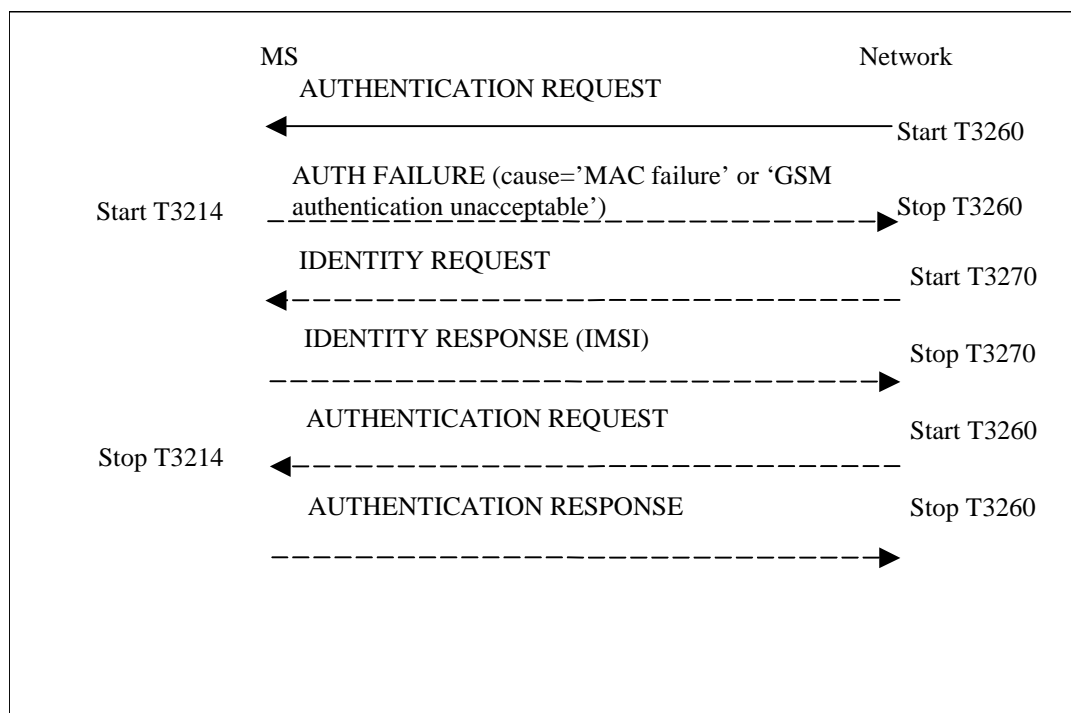 MS Network
AUTHENTICATION REQUEST
Start T3260
AUTH FAILURE (cause=’MAC failure’ or ‘GSM
authentication unacceptable’)
Start T3214
Stop T3260
IDENTITY REQUEST
Start T3270
IDENTITY RESPONSE (IMSI)
Stop T3270
AUTHENTICATION REQUEST
Start T3260
Stop T3214
AUTHENTICATION RESPONSE
Stop T3260